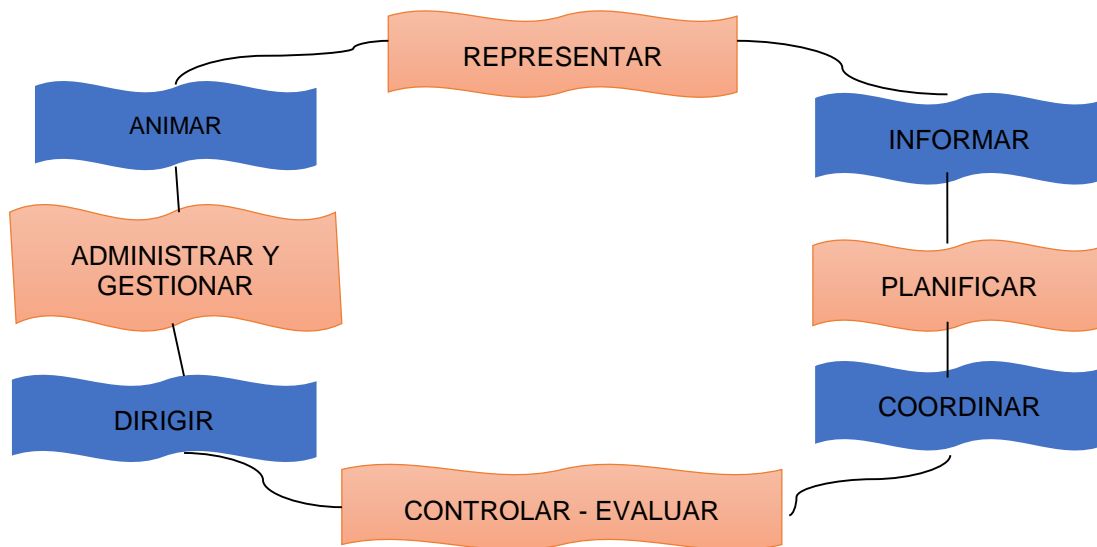 REPRESENTAR
ANIMAR
INFORMAR
ADMINISTRAR Y
GESTIONAR
PLANIFICAR
DIRIGIR
COORDINAR
CONTROLAR - EVALUAR